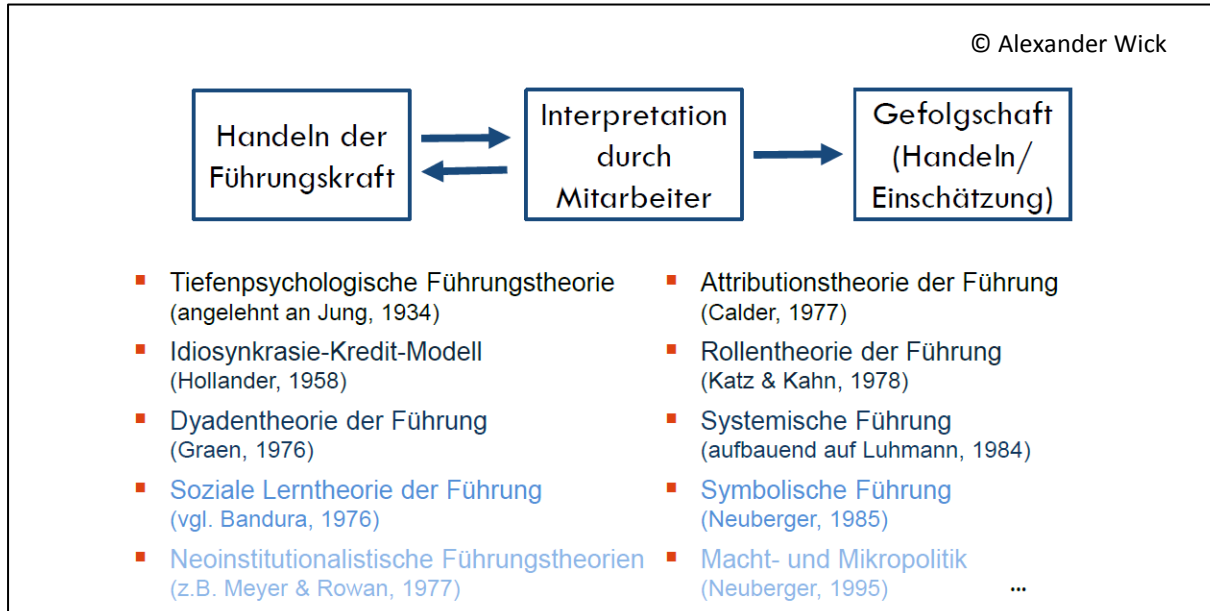 © Alexander Wick
Handeln der
Führungskraft
Interpretation
durch
Mitarbeiter
Gefolgschaft
(Handeln/
Einschätzung)
▪ Tiefenpsychologische Führungstheorie
(angelehnt an Jung, 1934)
▪ Idiosynkrasie-Kredit-Modell
(Hollander, 1958)
▪ Dyadentheorie der Führung
(Graen, 1976)
▪ Soziale Lerntheorie der Führung
(vgl. Bandura, 1976)
▪ Neoinstitutionalistische Führungstheorien
(z.B. Meyer & Rowan, 1977)
▪ Attributionstheorie der Führung
(Calder, 1977)
▪ Rollentheorie der Führung
(Katz & Kahn, 1978)
▪ Systemische Führung
(aufbauend auf Luhmann, 1984)
▪ Symbolische Führung
(Neuberger, 1985)
▪ Macht- und Mikropolitik
(Neuberger, 1995)
...